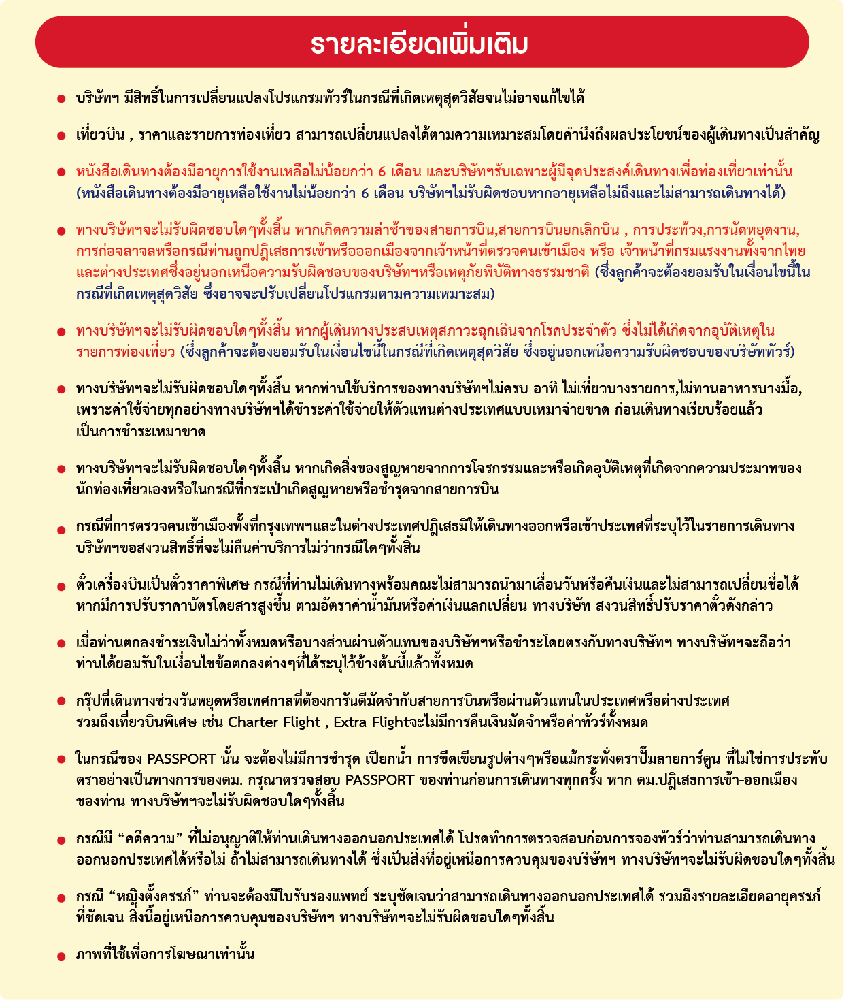 รายละเอียดเพิ่มเติม
บริษัทฯ มีสิทธิ์ในการเปลี่ยนแปลงโปรแกรมทัวร์ในกรณีที่เกิดเหตุสุดวิสัยจนไม่อาจแก้ไขได้
เที่ยวบิน , ราคาและรายการท่องเที่ยว สามารถเปลี่ยนแปลงได้ตามความเหมาะสมโดยคำนึงถึงผลประโยชน์ของผู้เดินทางเป็นสำคัญ
หนังสือเดินทางต้องมีอายุการใช้งานเหลือไม่น้อยกว่า 6 เดือน และบริษัทฯรับเฉพาะผู้มีจุดประสงค์เดินทางเพื่อท่องเที่ยวเท่านั้น
(หนังสือเดินทางต้องมีอายุเหลือใช้งานไม่น้อยกว่า 6 เดือน บริษัทฯไม่รับผิดชอบหากอายุเหลือไม่ถึงและไม่สามารถเดินทางได้)
ทางบริษัทฯจะไม่รับผิดชอบใดๆทั้งสิ้น หากเกิดความล่าช้าของสายการบิน,สายการบินยกเลิกบิน , การประท้วง,การนัดหยุดงาน,
การก่อจลาจลหรือกรณีท่านถูกปฎิเสธการเข้าหรือออกเมืองจากเจ้าหน้าที่ตรวจคนเข้าเมือง หรือ เจ้าหน้าที่กรมแรงงานทั้งจากไทย
และต่างประเทศซึ่งอยู่นอกเหนือความรับผิดชอบของบริษัทฯหรือเหตุภัยพิบัติทางธรรมชาติ (ซึ่งลูกค้าจะต้องยอมรับในเงื่อนไขนี้ใน
กรณีที่เกิดเหตุสุดวิสัย ซึ่งอาจจะปรับเปลี่ยนโปรแกรมตามความเหมาะสม)
ทางบริษัทฯจะไม่รับผิดชอบใดๆทั้งสิ้น หากผู้เดินทางประสบเหตุสภาวะฉุกเฉินจากโรคประจำตัว ซึ่งไม่ได้เกิดจากอุบัติเหตุใน
รายการท่องเที่ยว (ซึ่งลูกค้าจะต้องยอมรับในเงื่อนไขนี้ในกรณีที่เกิดเหตุสุดวิสัย ซึ่งอยู่นอกเหนือความรับผิดชอบของบริษัททัวร์)
ทางบริษัทฯจะไม่รับผิดชอบใดๆทั้งสิ้น หากท่านใช้บริการของทางบริษัทฯไม่ครบ อาทิ ไม่เที่ยวบางรายการ,ไม่ทานอาหารบางมื้อ,
เพราะค่าใช้จ่ายทุกอย่างทางบริษัทฯได้ชำระค่าใช้จ่ายให้ตัวแทนต่างประเทศแบบเหมาจ่ายขาด ก่อนเดินทางเรียบร้อยแล้ว
เป็นการชำระเหมาขาด
ทางบริษัทฯจะไม่รับผิดชอบใดๆทั้งสิ้น หากเกิดสิ่งของสูญหายจากการโจรกรรมและหรือเกิดอุบัติเหตุที่เกิดจากความประมาทของ
นักท่องเที่ยวเองหรือในกรณีที่กระเป๋าเกิดสูญหายหรือชำรุดจากสายการบิน
กรณีที่การตรวจคนเข้าเมืองทั้งที่กรุงเทพฯและในต่างประเทศปฎิเสธมิให้เดินทางออกหรือเข้าประเทศที่ระบุไว้ในรายการเดินทาง
บริษัทฯขอสงวนสิทธิ์ที่จะไม่คืนค่าบริการไม่ว่ากรณีใดๆทั้งสิ้น
ตั๋วเครื่องบินเป็นตั๋วราคาพิเศษ กรณีที่ท่านไม่เดินทางพร้อมคณะไม่สามารถนำมาเลื่อนวันหรือคืนเงินและไม่สามารถเปลี่ยนชื่อได้
หากมีการปรับราคาบัตรโดยสารสูงขึ้น ตามอัตราค่าน้ำมันหรือค่าเงินแลกเปลี่ยน ทางบริษัท สงวนสิทธิ์ปรับราคาตั๋วดังกล่าว
เมื่อท่านตกลงชำระเงินไม่ว่าทั้งหมดหรือบางส่วนผ่านตัวแทนของบริษัทฯหรือชำระโดยตรงกับทางบริษัทฯ ทางบริษัทฯจะถือว่า
ท่านได้ยอมรับในเงื่อนไขข้อตกลงต่างๆที่ได้ระบุไว้ข้างต้นนี้แล้วทั้งหมด
กรุ๊ปที่เดินทางช่วงวันหยุดหรือเทศกาลที่ต้องการันตีมัดจำกับสายการบินหรือผ่านตัวแทนในประเทศหรือต่างประเทศ
รวมถึงเที่ยวบินพิเศษ เช่น Charter Flight , Extra Flightจะไม่มีการคืนเงินมัดจำหรือค่าทัวร์ทั้งหมด
ในกรณีของ PASSPORT นั้น จะต้องไม่มีการชำรุด เปียกน้ำ การขีดเขียนรูปต่างๆหรือแม้กระทั่งตราปั๊มลายการ์ตูน ที่ไม่ใช่การประทับ
ตราอย่างเป็นทางการของตม. กรุณาตรวจสอบ PASSPORT ของท่านก่อนการเดินทางทุกครั้ง หาก ตม.ปฎิเสธการเข้า-ออกเมือง
ของท่าน ทางบริษัทฯจะไม่รับผิดชอบใดๆทั้งสิ้น
กรณีมี “คดีความ” ที่ไม่อนุญาติให้ท่านเดินทางออกนอกประเทศได้ โปรดทำการตรวจสอบก่อนการจองทัวร์ว่าท่านสามารถเดินทาง
ออกนอกประเทศได้หรือไม่ ถ้าไม่สามารถเดินทางได้ ซึ่งเป็นสิ่งที่อยู่เหนือการควบคุมของบริษัทฯ ทางบริษัทฯจะไม่รับผิดชอบใดๆทั้งสิ้น
กรณี “หญิงตั้งครรภ์” ท่านจะต้องมีใบรับรองแพทย์ ระบุชัดเจนว่าสามารถเดินทางออกนอกประเทศได้ รวมถึงรายละเอียดอายุครรภ์
ที่ชัดเจน สิ่งนี้อยู่เหนือการควบคุมของบริษัทฯ ทางบริษัทฯจะไม่รับผิดชอบใดๆทั้งสิ้น
ภาพที่ใช้เพื่อการโฆษณาเท่านั้น